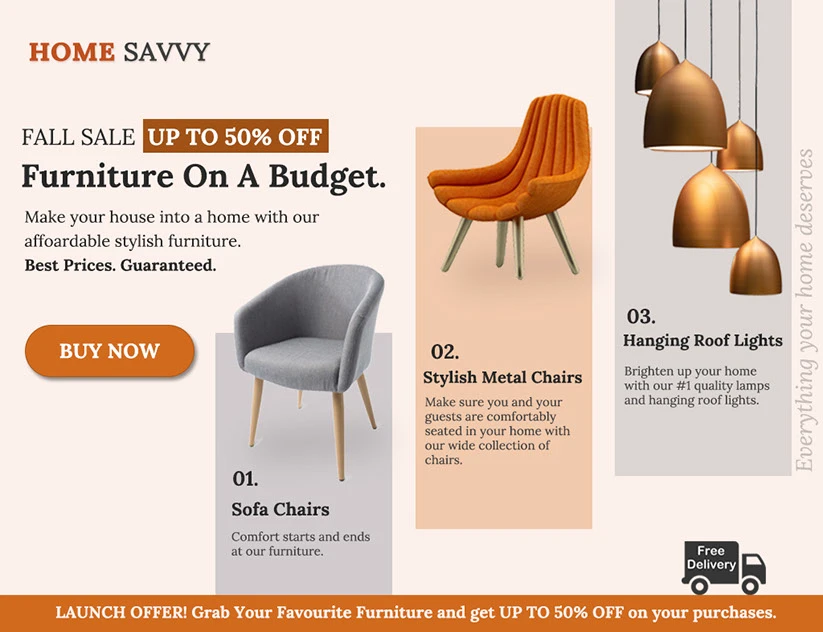 HOME SAVVY
FALL SALE UP TO 50% OFF
Furniture On A Budget.
Make your house into a home with our
affoardable stylish furniture.
Best Prices. Guaranteed.
BUY NOW
01.
Sofa Chairs
Comfort starts and ends
at our furniture.
02.
Stylish Metal Chairs
Make sure you and your
guests are comfortably
seated in your home with
our wide collection of
chairs.
03.
Hanging Roof Lights
Brighten up your home
with our #1 quality lamps
and hanging roof lights.
Everything your home deserves
Free
Delivery
LAUNCH OFFER! Grab Your Favourite Furniture and get UP TO 50% OFF on your purchases.